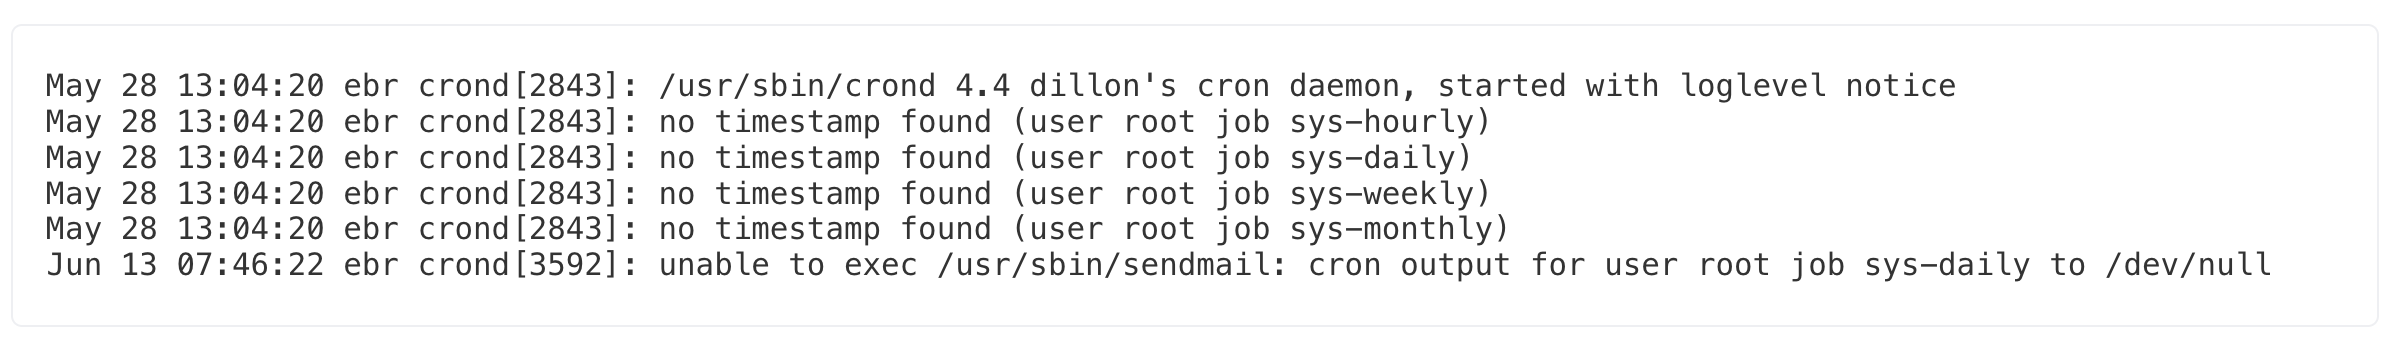 May 28 13:04:20 ebr crond[2843]: /usr/sbin/crond 4.4 dillon's cron daemon, started with loglevel notice
May 28 13:04:20 ebr crond[2843]: no timestamp found (user root job sys-hourly)
May 28 13:04:20 ebr crond[2843]: no timestamp found (user root job sys-daily)
May 28 13:04:20 ebr crond[2843]: no timestamp found (user root job sys-weekly)
May 28 13:04:20 ebr crond[2843]: no timestamp found (user root job sys-monthly)
Jun 13 07:46:22 ebr crond[3592]: unable to exec /usr/sbin/sendmail: cron output for user root job sys-daily to /dev/null